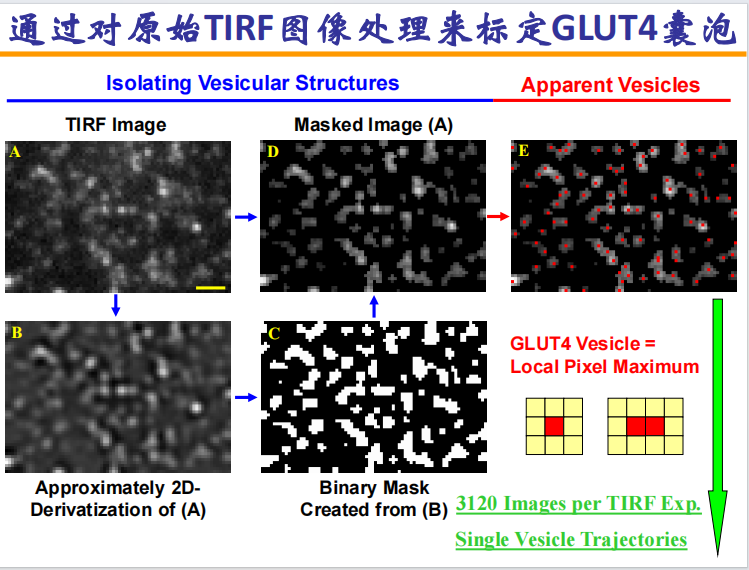 通过对原始TIRF图像处理来标定GLUT4囊泡
Isolating Vesicular Structures
Apparent Vesicles
TIRF Image
Masked Image (A)
A
D
E
B
C
GLUT4 Vesicle =
Local Pixel Maximum
Approximately 2D-
Derivatization of (A)
Binary Mask
Created from (B)
3120 Images per TIRF Exp.
Single Vesicle Trajectories